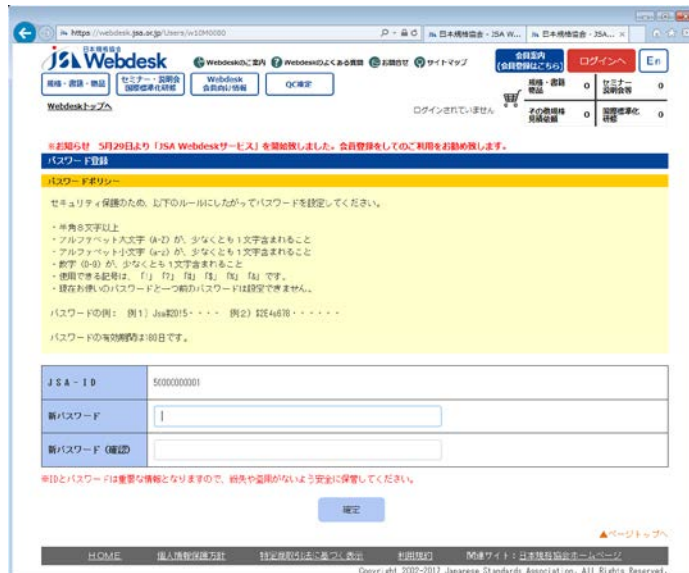 https://webdesk.jsa.or.jp/Users/w10M0080
日本規格協会 - JSA W...
日本規格協会 - JSA... ×
日本規格協会
JSA Webdesk
Webdeskのご案内 Webdeskのよくある質問 お問合せ サイトマップ
会員案内
(会員登録はこちら)
ログインへ
En
規格・書籍・物品
セミナー・説明会
国際標準化研修
Webdesk
会員向け情報
QC検定
Webdeskトップへ
ログインされていません
規格・書籍
物品 0
セミナー
説明会等 0
その他規格
見積依頼 0
国際標準化
研修 0
※お知らせ 5月29日より「JSA Webdeskサービス」を開始致しました。会員登録をしてのご利用をお勧め致します。
パスワード登録
パスワードポリシー
セキュリティ保護のため、以下のルールにしたがってパスワードを設定してください。
・半角8文字以上
・アルファベット大文字 (A-Z) が、少なくとも1文字含まれること
・アルファベット小文字 (a-z) が、少なくとも1文字含まれること
・数字 (0-9) が、少なくとも1文字含まれること
・使用できる記号は、「!」「?」「#」「$」「%」「&」です。
・現在お使いのパスワードと一つ前のパスワードは設定できません。
パスワードの例: 例1) Jsa#2015・・・・ 例2) $2E4s678・・・・・・
パスワードの有効期間は180日です。
JSA-ID 50000000001
新パスワード
新パスワード (確認)
※IDとパスワードは重要な情報となりますので、紛失や盗用がないよう安全に保管してください。
確定
▲ページトップへ
HOME 個人情報保護方針 特定商取引法に基づく表示 利用規約 関連サイト:日本規格協会ホームページ
Copyright 2002-2017 Japanese Standards Association. All Rights Reserved.